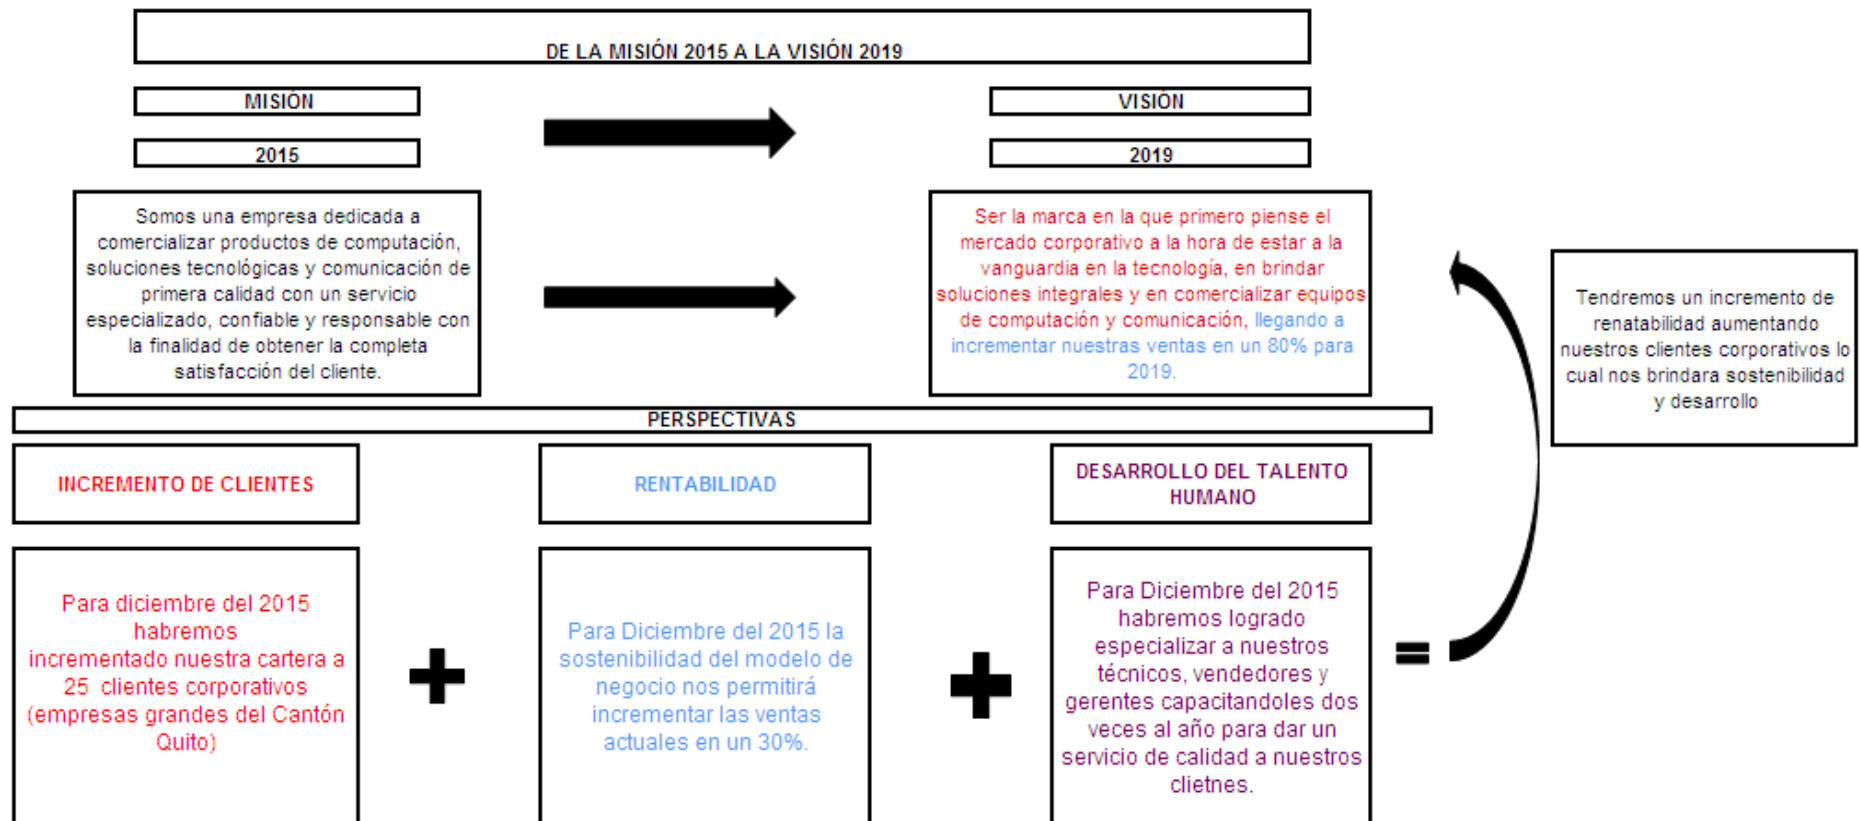 DE LA MISIÓN 2015 A LA VISIÓN 2019
MISIÓN
VISIÓN
2015
2019
Somos una empresa dedicada a
comercializar productos de computación,
soluciones tecnológicas y comunicación de
primera calidad con un servicio
especializado, confiable y responsable con
la finalidad de obtener la completa
satisfacción del cliente.
Ser la marca en la que primero piense el
mercado corporativo a la hora de estar a la
vanguardia en la tecnología, en brindar
soluciones integrales y en comercializar equipos
de computación y comunicación, llegando a
incrementar nuestras ventas en un 80% para
2019.
Tendremos un incremento de
renatabilidad aumentando
nuestros clientes corporativos lo
cual nos brindara sostenibilidad
y desarrollo
PERSPECTIVAS
INCREMENTO DE CLIENTES
RENTABILIDAD
DESARROLLO DEL TALENTO
HUMANO
Para diciembre del 2015
habremos
incrementado nuestra cartera a
25 clientes corporativos
(empresas grandes del Cantón
Quito)
+
Para Diciembre del 2015 la
sostenibilidad del modelo de
negocio nos permitirá
incrementar las ventas
actuales en un 30%.
+
Para Diciembre del 2015
habremos logrado
especializar a nuestros
técnicos, vendedores y
gerentes capacitandoles dos
veces al año para dar un
servicio de calidad a nuestros
clietnes.
=